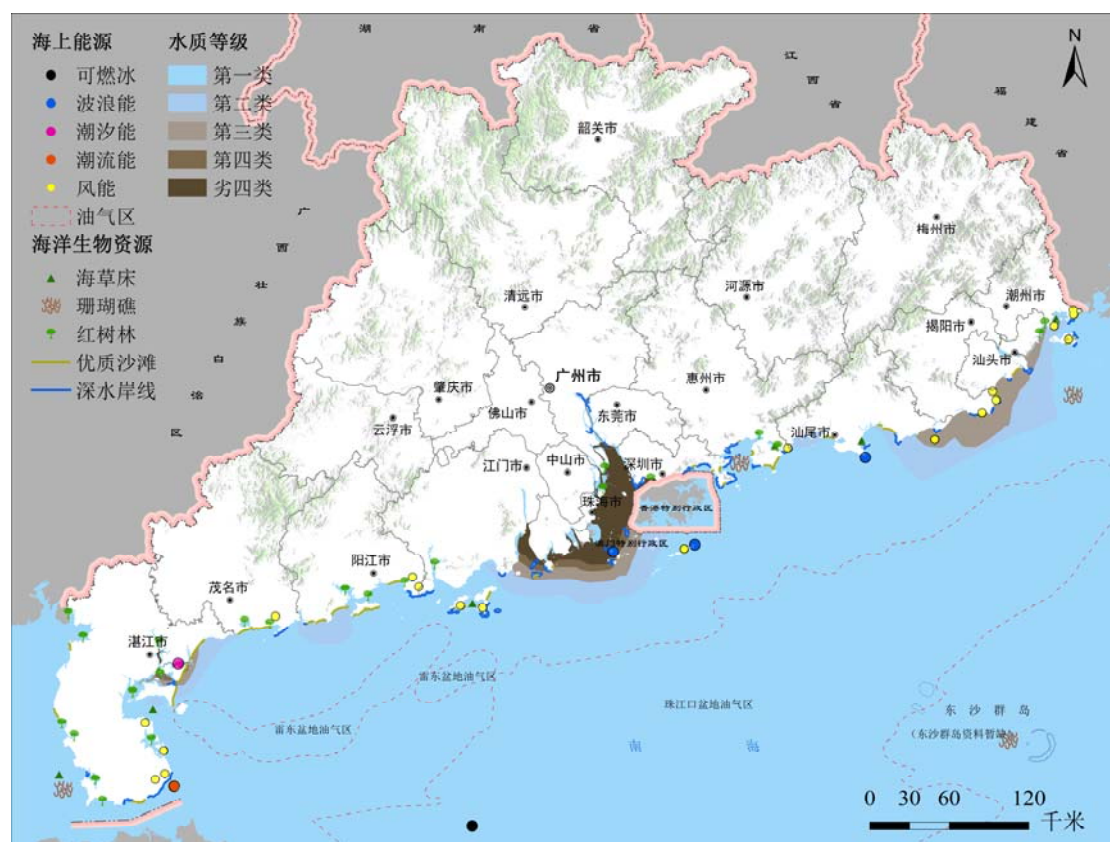 海上能源
可燃冰
波浪能
潮汐能
潮流能
风能
油气区
海洋生物资源
海草床
珊瑚礁
红树林
优质沙滩
深水岸线
水质等级
第一类
第二类
第三类
第四类
劣四类
湖南省
江西省
福建省
广西壮族自治区
N
韶关市
梅州市
清远市
河源市
潮州市
揭阳市
汕头市
广州市
肇庆市
惠州市
佛山市
东莞市
云浮市
汕尾市
江门市
中山市
深圳市
珠海市
香港特别行政区
澳门特别行政区
阳江市
茂名市
湛江市
雷东盆地油气区
雷东盆地油气区
珠江口盆地油气区
南海
东沙群岛
(东沙群岛资料暂缺
0 30 60 120
千米